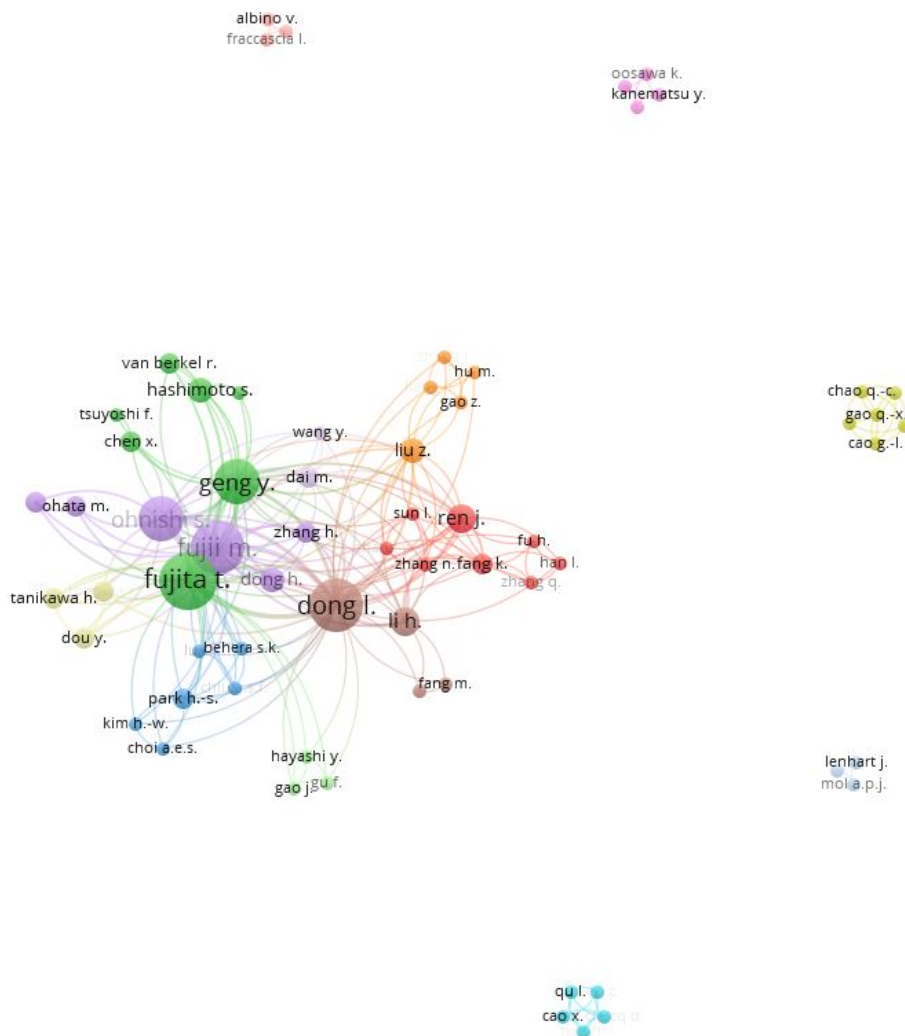 albino v.
fraccascia l.
oosawa k.
kanematsu y.
van berkel r.
hashimoto s.
hu m.
gao z.
chao q.-c.
gao q.-x.
cao g.-l.
tsuyoshi f.
chen x.
wang y.
liu z.
geng y.
dai m.
ohata m.
ohnishi s.
sun l.
ren j.
zhang h.
fujii m.
fu h.
han l.
zhang n.
fang k.
zhang q.
fujita t.
dong h.
tanikawa h.
dong l.
li h.
dou y.
behera s.k.
fang m.
park h.-s.
kim h.-w.
choi a.e.s.
hayashi y.
gao j.
gu f.
lenhart j.
mol a.p.j.
qu l.
cao x.